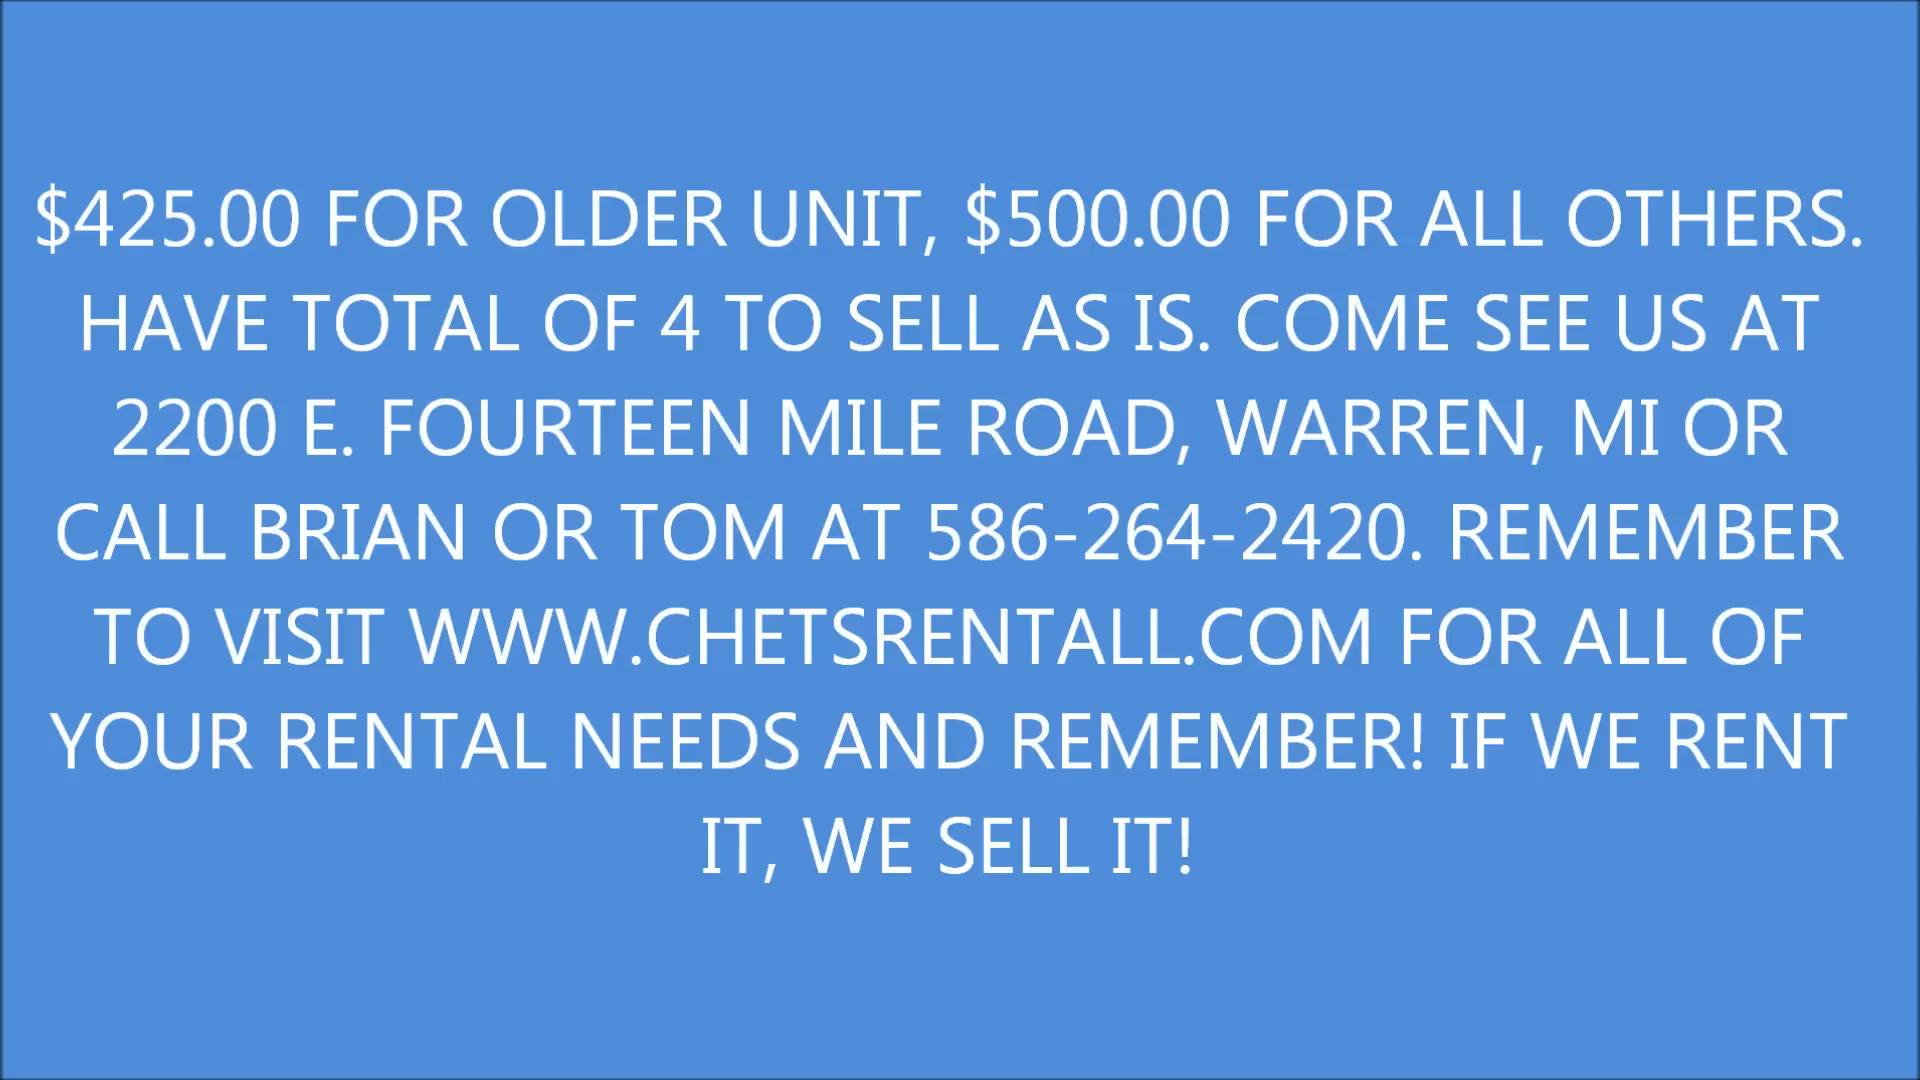 $425.00 FOR OLDER UNIT, $500.00 FOR ALL OTHERS.
HAVE TOTAL OF 4 TO SELL AS IS. COME SEE US AT
2200 E. FOURTEEN MILE ROAD, WARREN, MI OR
CALL BRIAN OR TOM AT 586-264-2420. REMEMBER
TO VISIT WWW.CHETSRENTALL.COM FOR ALL OF
YOUR RENTAL NEEDS AND REMEMBER! IF WE RENT
IT, WE SELL IT!